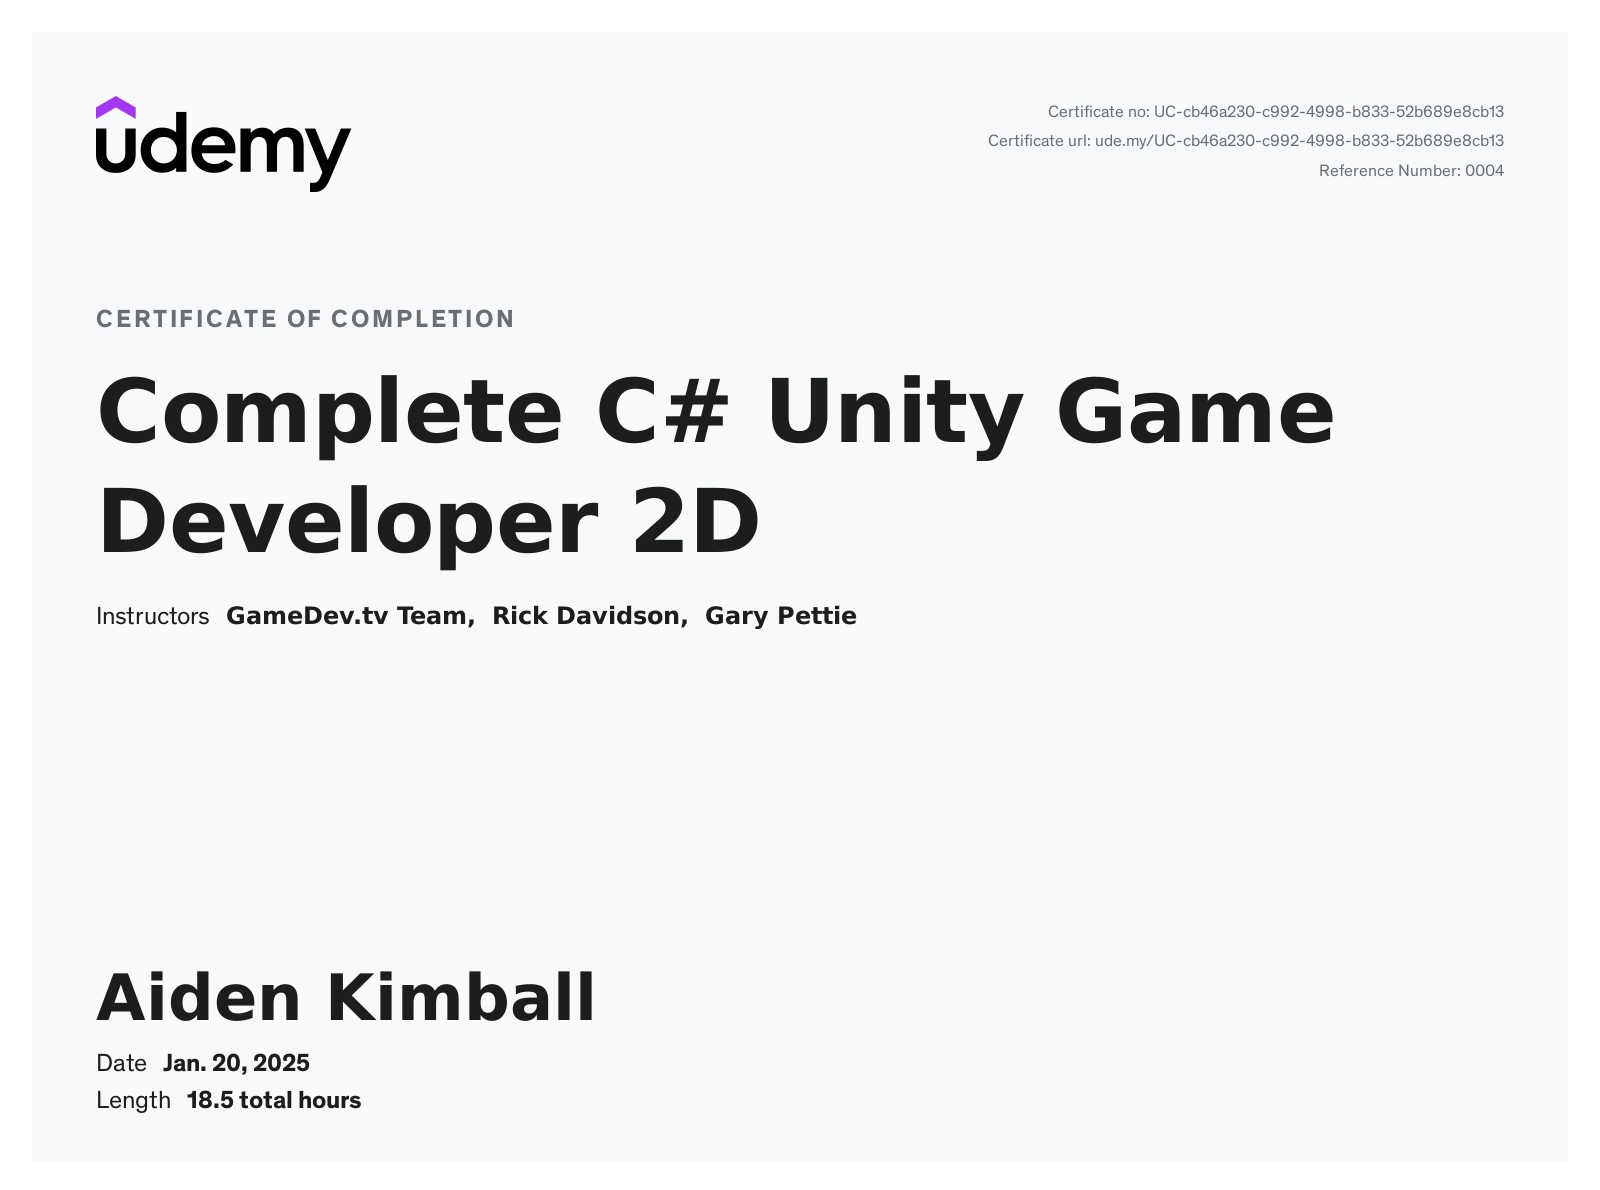 udemy
Certificate no: UC-cb46a230-c992-4998-b833-52b689e8cb13
Certificate url: ude.my/UC-cb46a230-c992-4998-b833-52b689e8cb13
Reference Number: 0004
CERTIFICATE OF COMPLETION
Complete C# Unity Game
Developer 2D
Instructors GameDev.tv Team, Rick Davidson, Gary Pettie
Aiden Kimball
Date Jan. 20, 2025
Length 18.5 total hours